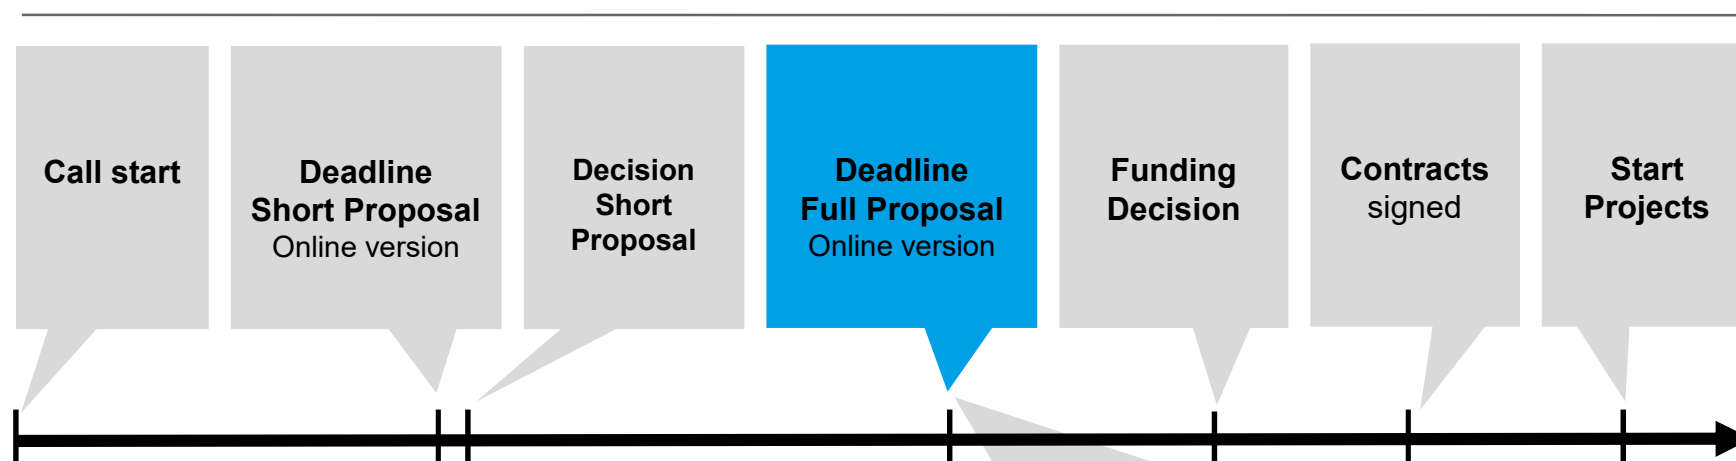 Call start
Deadline
Short Proposal
Online version
Decision
Short
Proposal
Deadline
Full Proposal
Online version
Funding
Decision
Contracts
signed
Start
Projects